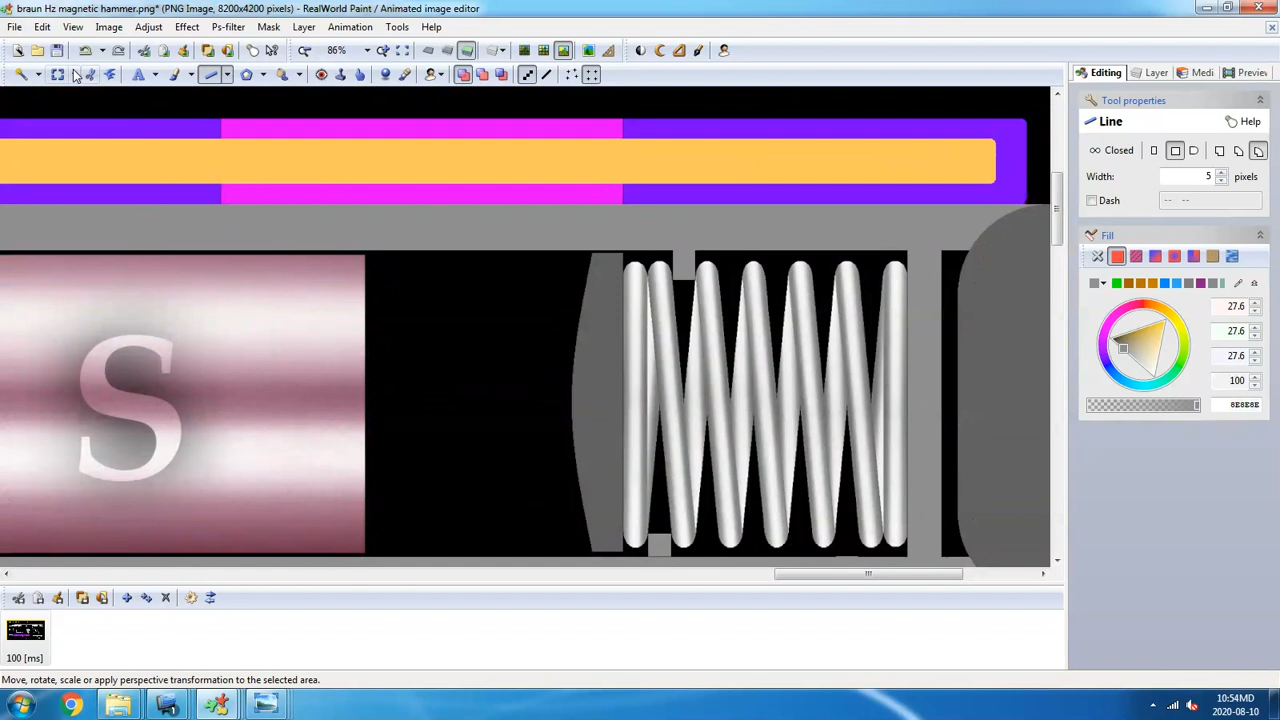 braun Hz magnetic hammer.png* (PNG Image, 8200x4200 pixels) - RealWorld Paint / Animated image editor
File Edit View Image Adjust Effect Ps-filter Mask Layer Animation Tools Help
86%
Editing Layer Medi Preview
Tool properties
Line Help
Closed
Width: 5 pixels
Dash -- --
Fill
27.6
27.6
27.6
100
8E8E8E
S
100 [ms]
Move, rotate, scale or apply perspective transformation to the selected area.
10:54MD
2020-08-10